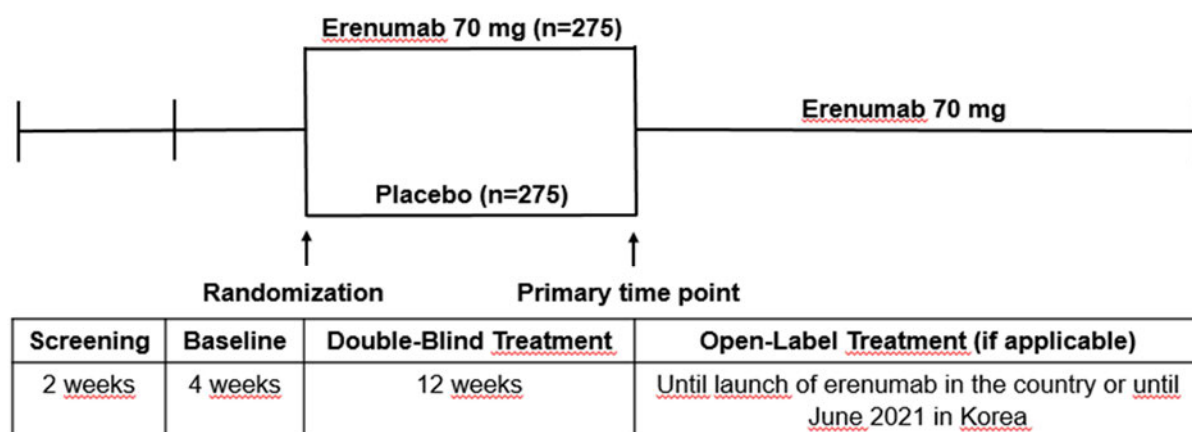 Erenumab 70 mg (n=275)
Erenumab 70 mg
Placebo (n=275)
Randomization
Primary time point
Screening
Baseline
Double-Blind Treatment
Open-Label Treatment (if applicable)
2 weeks
4 weeks
12 weeks
Until launch of erenumab in the country or until
June 2021 in Korea